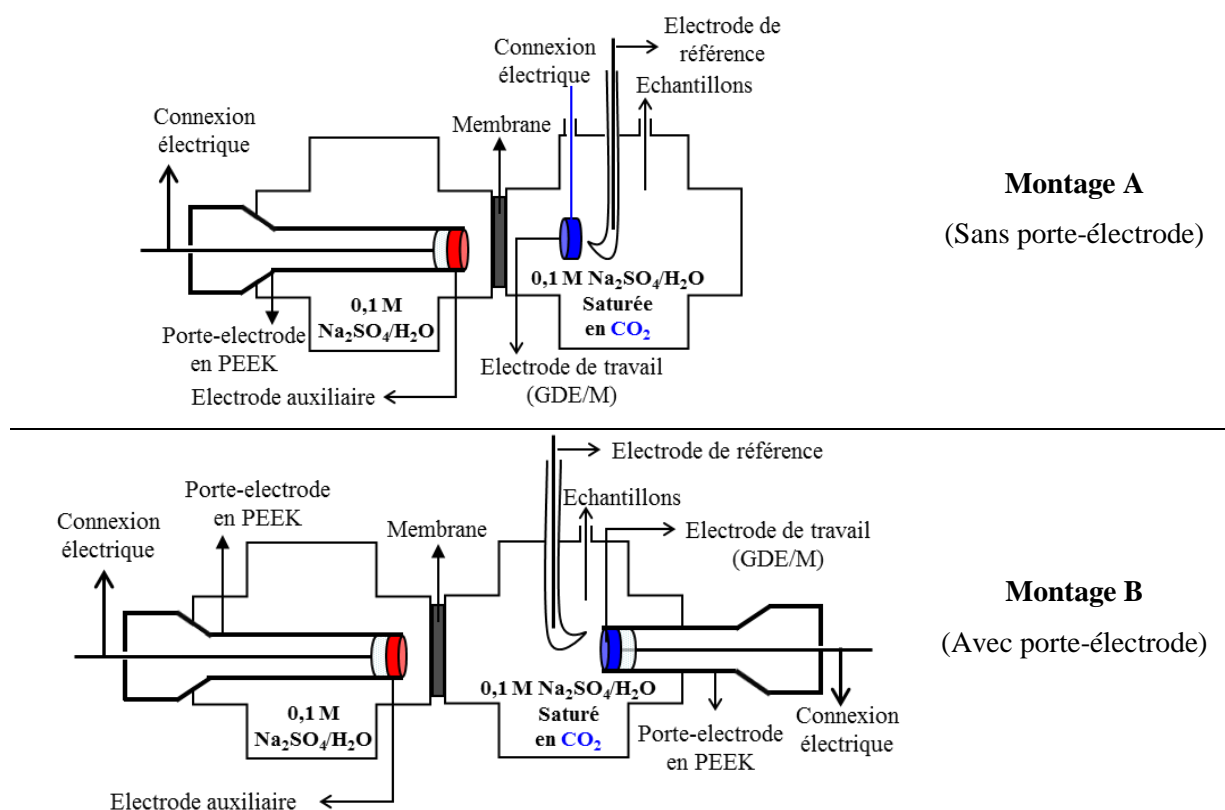 Electrode de
référence
Connexion
électrique
Echantillons
Connexion
électrique
Membrane
Montage A
(Sans porte-électrode)
0,1 M Na₂SO₄/H₂O
Saturée
en CO₂
0,1 M
Na₂SO₄/H₂O
Porte-electrode
en PEEK
Electrode de travail
(GDE/M)
Electrode auxiliaire
Electrode de référence
Porte-electrode
en PEEK
Echantillons
Connexion
électrique
Membrane
Electrode de travail
(GDE/M)
Montage B
(Avec porte-électrode)
0,1 M Na₂SO₄/H₂O
Saturé
en CO₂
0,1 M
Na₂SO₄/H₂O
Porte-electrode
en PEEK
Connexion
électrique
Electrode auxiliaire